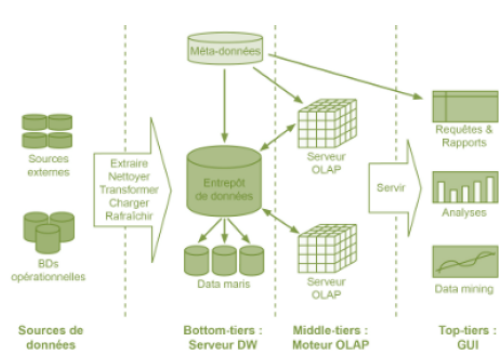 Méta-données
Sources
externes
BDs
opérationnelles
Extraire
Nettoyer
Transformer
Charger
Rafraîchir
Entrepôt
de données
Data maris
Serveur
OLAP
Serveur
OLAP
Servir
Requêtes &
Rapports
Analyses
Data mining
Sources de
données
Bottom-tiers :
Serveur DW
Middle-tiers :
Moteur OLAP
Top-tiers :
GUI